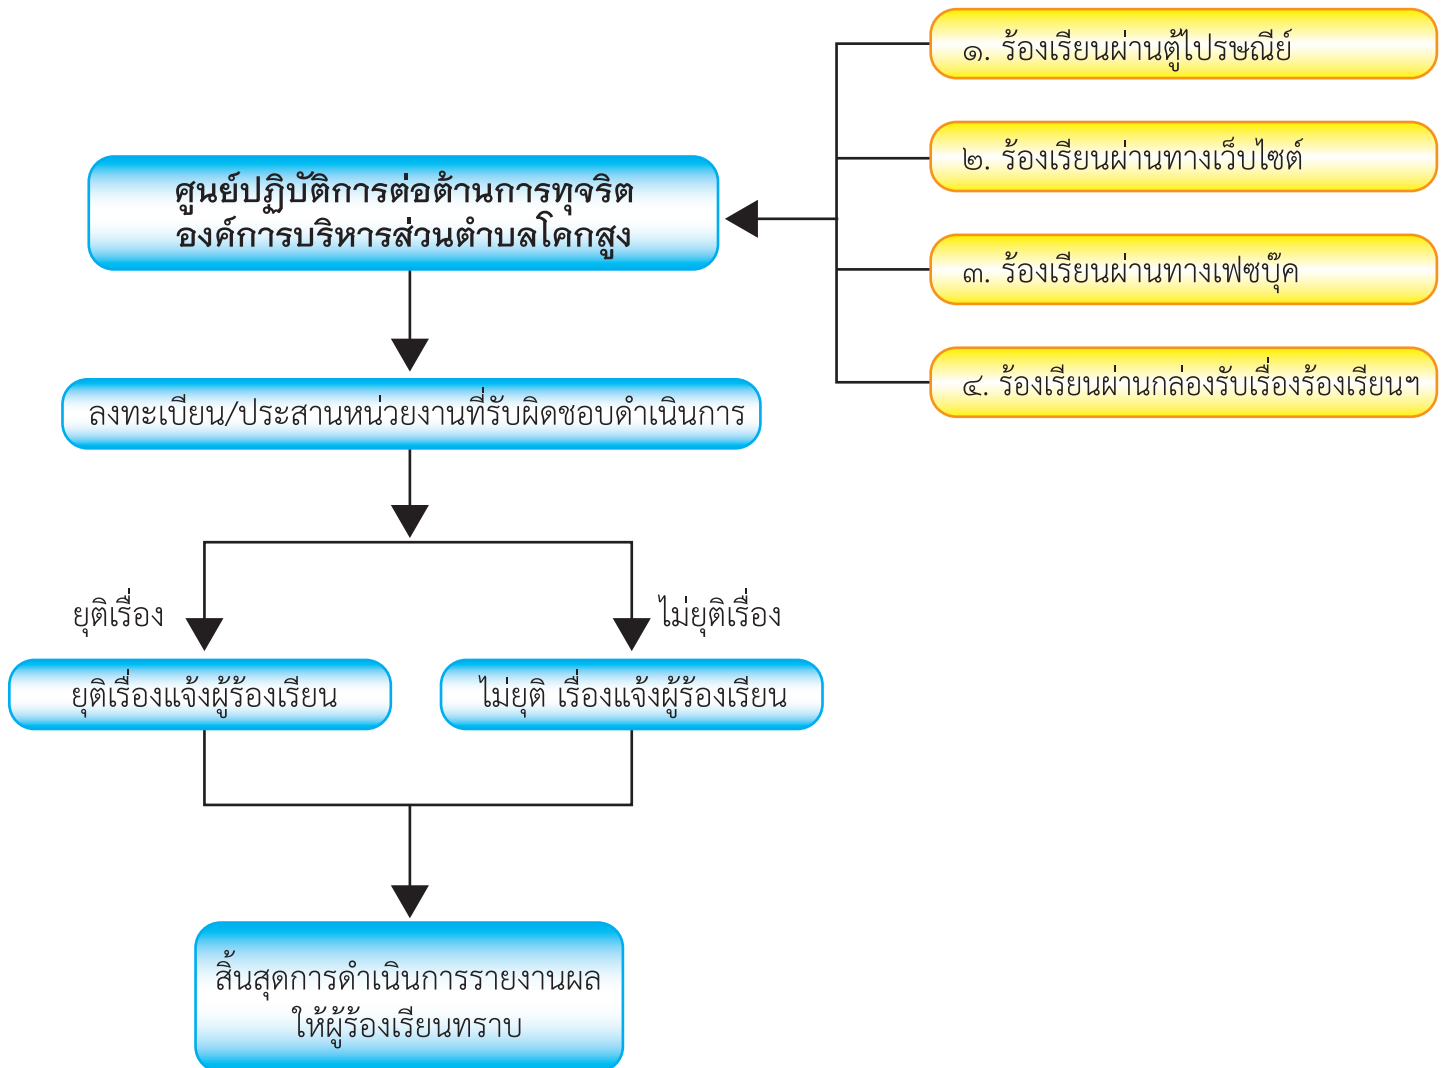 ๑. ร้องเรียนผ่านตู้ไปรษณีย์
๒. ร้องเรียนผ่านทางเว็บไซต์
๓. ร้องเรียนผ่านทางเฟซบุ๊ค
๔. ร้องเรียนผ่านกล่องรับเรื่องร้องเรียนฯ
ศูนย์ปฏิบัติการต่อต้านการทุจริต
องค์การบริหารส่วนตำบลโคกสูง
ลงทะเบียน/ประสานหน่วยงานที่รับผิดชอบดำเนินการ
ยุติเรื่อง
ไม่ยุติเรื่อง
ยุติเรื่องแจ้งผู้ร้องเรียน
ไม่ยุติ เรื่องแจ้งผู้ร้องเรียน
สิ้นสุดการดำเนินการรายงานผล
ให้ผู้ร้องเรียนทราบ